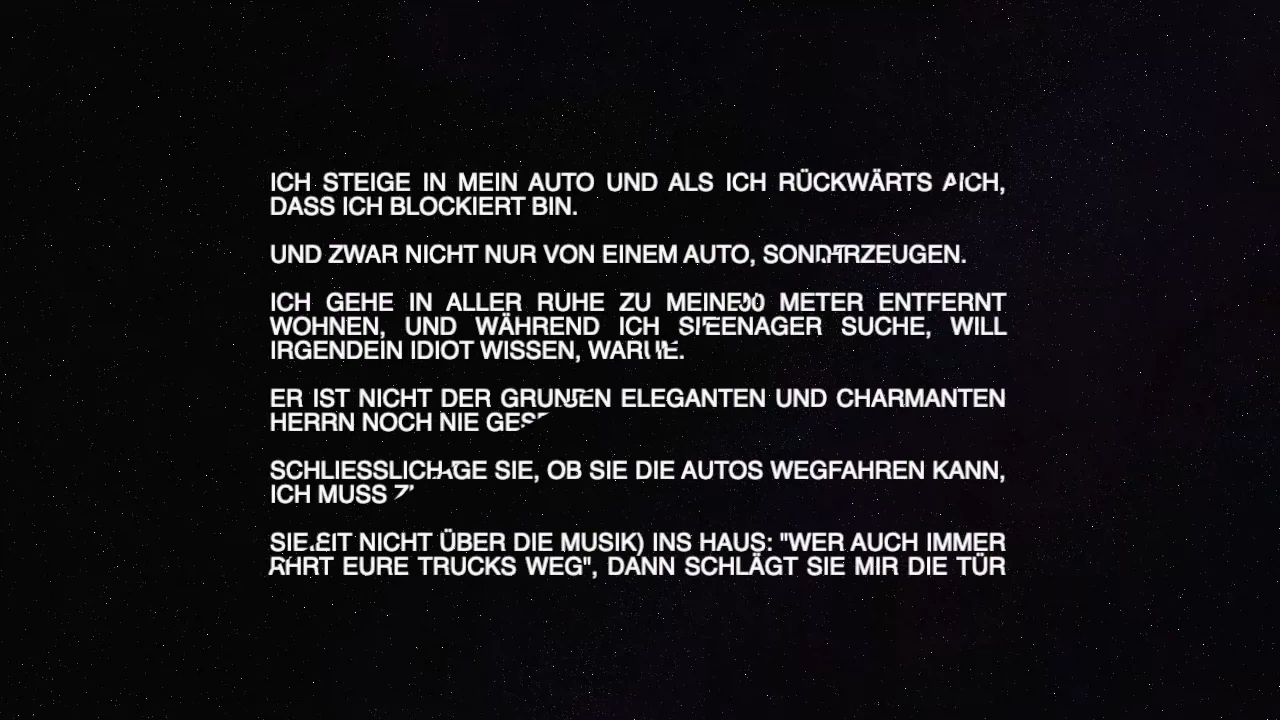 ICH STEIGE IN MEIN AUTO UND ALS ICH RÜCKWÄRTS
DASS ICH BLOCKIERT BIN.
UND ZWAR NICHT NUR VON EINEM AUTO,
ICH GEHE IN ALLER RUHE ZU METER ENTFERNT
WOHNEN, UND WÄHREND ICH SUCHE, WILL
IRGENDEIN IDIOT WISSEN,
ER IST NICHT DER ELEGANTEN UND CHARMANTEN
HERRN NOCH NIE
SIE, OB SIE DIE AUTOS WEGFAHREN KANN,
ICH MUSS
NICHT ÜBER DIE MUSIK) INS HAUS: "WER AUCH IMMER
EURE TRUCKS WEG", DANN SCHLÄGT SIE MIR DIE TÜR